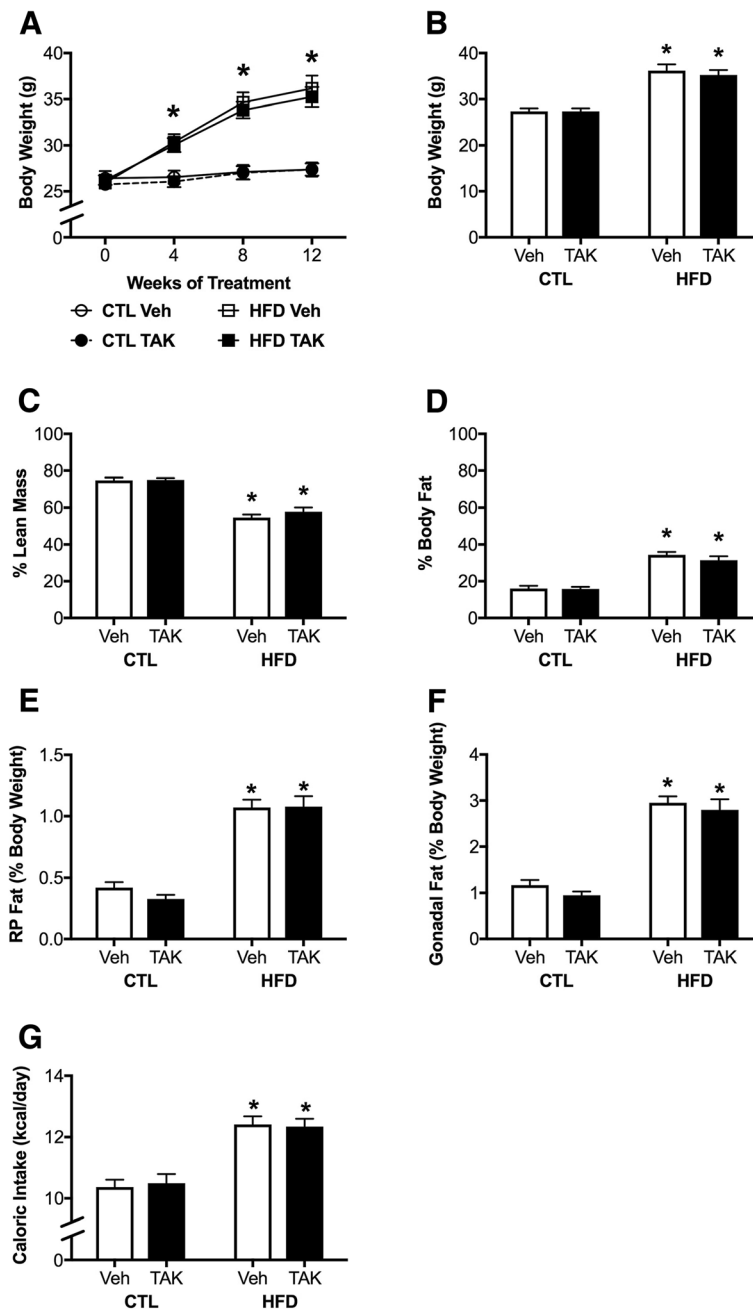 A
Body Weight (g)
40
35
30
25
0
*
*
*
0 4 8 12
Weeks of Treatment
CTL Veh
HFD Veh
CTL TAK
HFD TAK
B
Body Weight (g)
40
30
20
10
0
* *
Veh TAK Veh TAK
CTL HFD
C
% Lean Mass
100
80
60
40
20
0
* *
Veh TAK Veh TAK
CTL HFD
D
% Body Fat
100
80
60
40
20
0
* *
Veh TAK Veh TAK
CTL HFD
E
RP Fat (% Body Weight)
1.5
1.0
0.5
0.0
* *
Veh TAK Veh TAK
CTL HFD
F
Gonadal Fat (% Body Weight)
4
3
2
1
0
* *
Veh TAK Veh TAK
CTL HFD
G
Caloric Intake (kcal/day)
14
12
10
0
* *
Veh TAK Veh TAK
CTL HFD